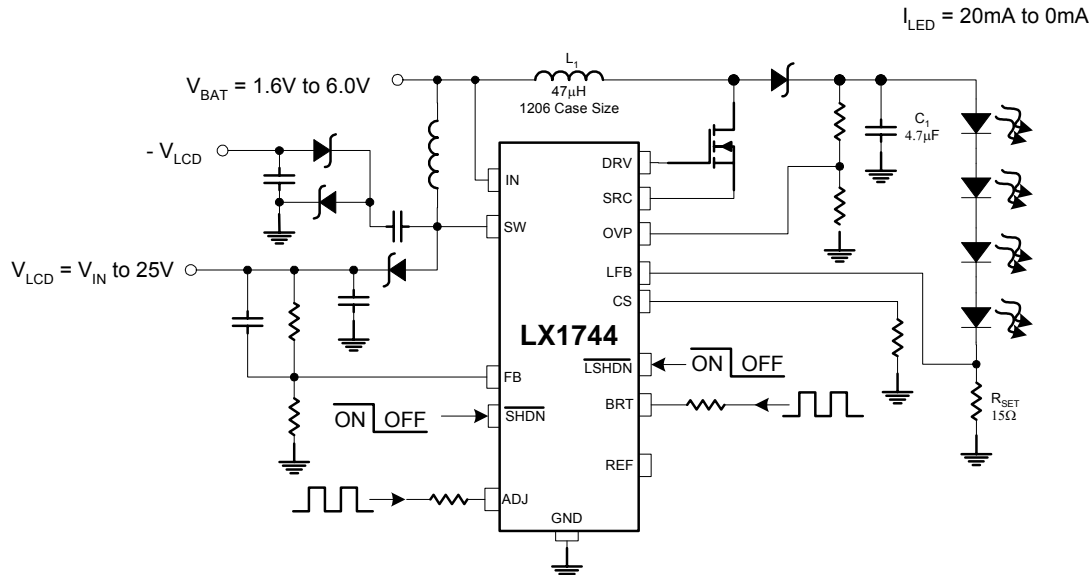 I_LED = 20mA to 0mA
L_1
47µH
1206 Case Size
V_BAT = 1.6V to 6.0V
C_1
4.7µF
- V_LCD
DRV
IN
SRC
SW
OVP
V_LCD = V_IN to 25V
LFB
CS
LX1744
LSHDN
ON OFF
FB
BRT
R_SET
15Ω
ON OFF
SHDN
REF
ADJ
GND